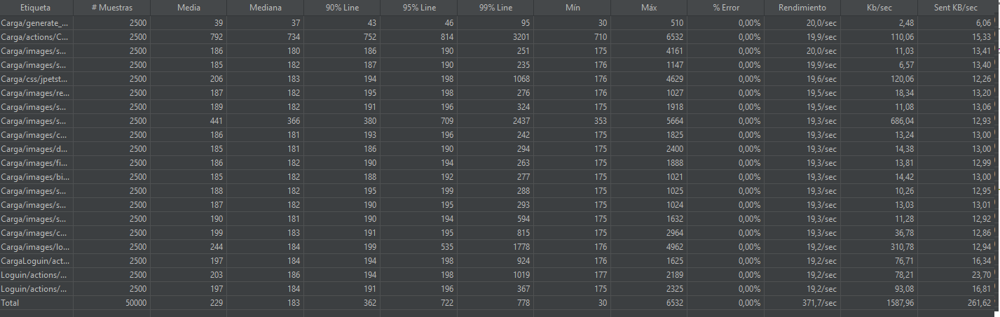 Etiqueta # Muestras Media Mediana 90% Line 95% Line 99% Line Mín Máx % Error Rendimiento Kb/sec Sent KB/sec
Carga/generate_... 2500 39 37 43 46 95 30 510 0,00% 20,0/sec 2,48 6,06
Carga/actions/C... 2500 792 734 752 814 3201 710 6532 0,00% 19,9/sec 110,06 15,33
Carga/images/s... 2500 186 180 186 190 251 175 4161 0,00% 20,0/sec 11,03 13,41
Carga/images/s... 2500 185 182 187 190 235 176 1147 0,00% 19,9/sec 6,57 13,40
Carga/css/jpetst... 2500 206 183 194 198 1068 176 4629 0,00% 19,6/sec 120,06 12,26
Carga/images/re... 2500 187 182 195 198 276 176 1027 0,00% 19,5/sec 18,34 13,20
Carga/images/s... 2500 189 182 191 196 324 175 1918 0,00% 19,5/sec 11,08 13,06
Carga/images/s... 2500 441 366 380 709 2437 353 5664 0,00% 19,3/sec 686,04 12,93
Carga/images/c... 2500 186 181 193 196 242 175 1825 0,00% 19,3/sec 13,24 13,00
Carga/images/d... 2500 185 181 186 190 294 175 2400 0,00% 19,3/sec 14,38 13,00
Carga/images/fi... 2500 186 182 190 194 263 175 1888 0,00% 19,3/sec 13,81 12,99
Carga/images/bi... 2500 185 182 188 192 277 175 1021 0,00% 19,3/sec 14,42 13,00
Carga/images/s... 2500 188 182 195 199 288 175 1025 0,00% 19,3/sec 10,26 12,95
Carga/images/s... 2500 187 182 190 195 293 175 1024 0,00% 19,3/sec 13,03 13,01
Carga/images/s... 2500 190 181 190 194 594 175 1632 0,00% 19,3/sec 11,28 12,92
Carga/images/c... 2500 199 183 191 195 815 175 2964 0,00% 19,3/sec 36,78 12,86
Carga/images/lo... 2500 244 184 199 535 1778 176 4962 0,00% 19,2/sec 310,78 12,94
CargaLoguin/act... 2500 197 184 194 198 924 176 1625 0,00% 19,2/sec 76,71 16,34
Loguin/actions/... 2500 203 186 194 198 1019 177 2189 0,00% 19,2/sec 78,21 23,70
Loguin/actions/... 2500 197 184 191 196 367 175 2325 0,00% 19,2/sec 93,08 16,81
Total 50000 229 183 362 722 778 30 6532 0,00% 371,7/sec 1587,96 261,62